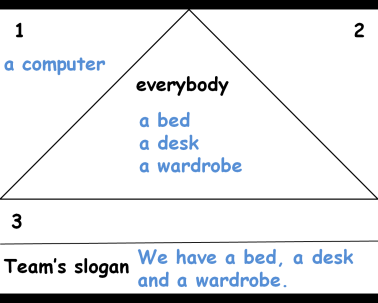 1
2
a computer
everybody
a bed
a desk
a wardrobe
3
Team's slogan
We have a bed, a desk
and a wardrobe.